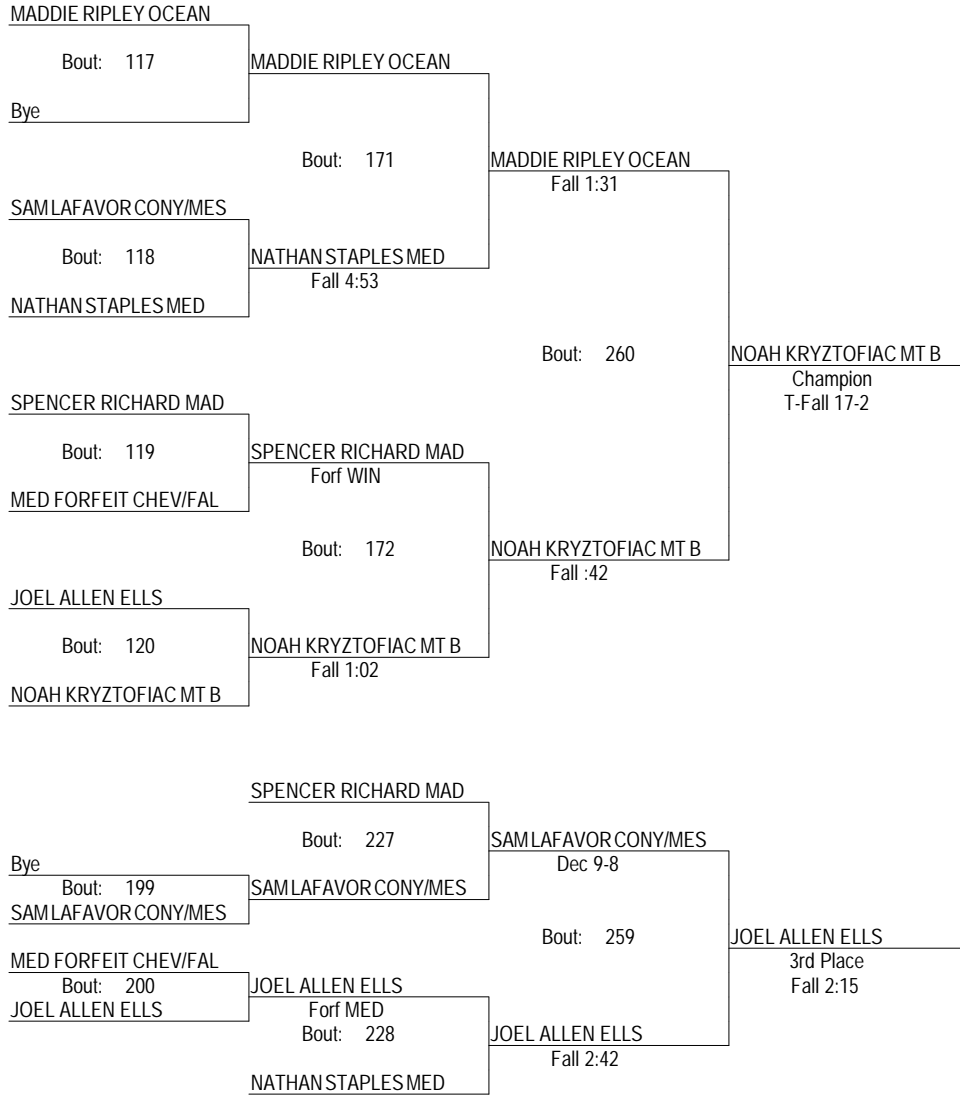 MADDIE RIPLEY OCEAN
Bout: 117
MADDIE RIPLEY OCEAN
Bye
Bout: 171
MADDIE RIPLEY OCEAN
Fall 1:31
SAM LAFAVOR CONY/MES
Bout: 118
NATHAN STAPLES MED
Fall 4:53
NATHAN STAPLES MED
Bout: 260
NOAH KRYZTOFIAC MT B
Champion
T-Fall 17-2
SPENCER RICHARD MAD
Bout: 119
SPENCER RICHARD MAD
Forf WIN
MED FORFEIT CHEV/FAL
Bout: 172
NOAH KRYZTOFIAC MT B
Fall :42
JOEL ALLEN ELLS
Bout: 120
NOAH KRYZTOFIAC MT B
Fall 1:02
NOAH KRYZTOFIAC MT B
SPENCER RICHARD MAD
Bout: 227
SAM LAFAVOR CONY/MES
Dec 9-8
Bye
Bout: 199
SAM LAFAVOR CONY/MES
SAM LAFAVOR CONY/MES
Bout: 259
JOEL ALLEN ELLS
3rd Place
Fall 2:15
MED FORFEIT CHEV/FAL
Bout: 200
JOEL ALLEN ELLS
JOEL ALLEN ELLS
Forf MED
Bout: 228
JOEL ALLEN ELLS
Fall 2:42
NATHAN STAPLES MED